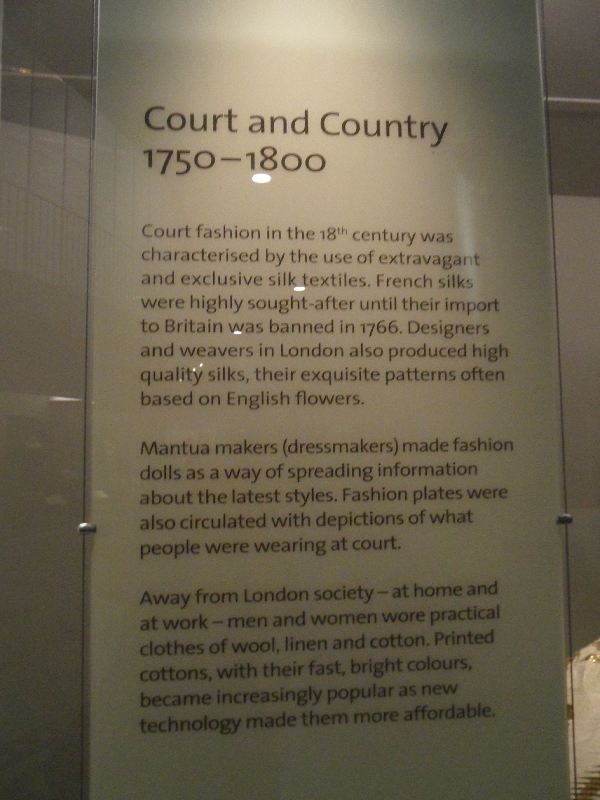 Court and Country
1750–1800
Court fashion in the 18th century was
characterised by the use of extravagant
and exclusive silk textiles. French silks
were highly sought-after until their import
to Britain was banned in 1766. Designers
and weavers in London also produced high
quality silks, their exquisite patterns often
based on English flowers.
Mantua makers (dressmakers) made fashion
dolls as a way of spreading information
about the latest styles. Fashion plates were
also circulated with depictions of what
people were wearing at court.
Away from London society – at home and
at work – men and women wore practical
clothes of wool, linen and cotton. Printed
cottons, with their fast, bright colours,
became increasingly popular as new
technology made them more affordable.